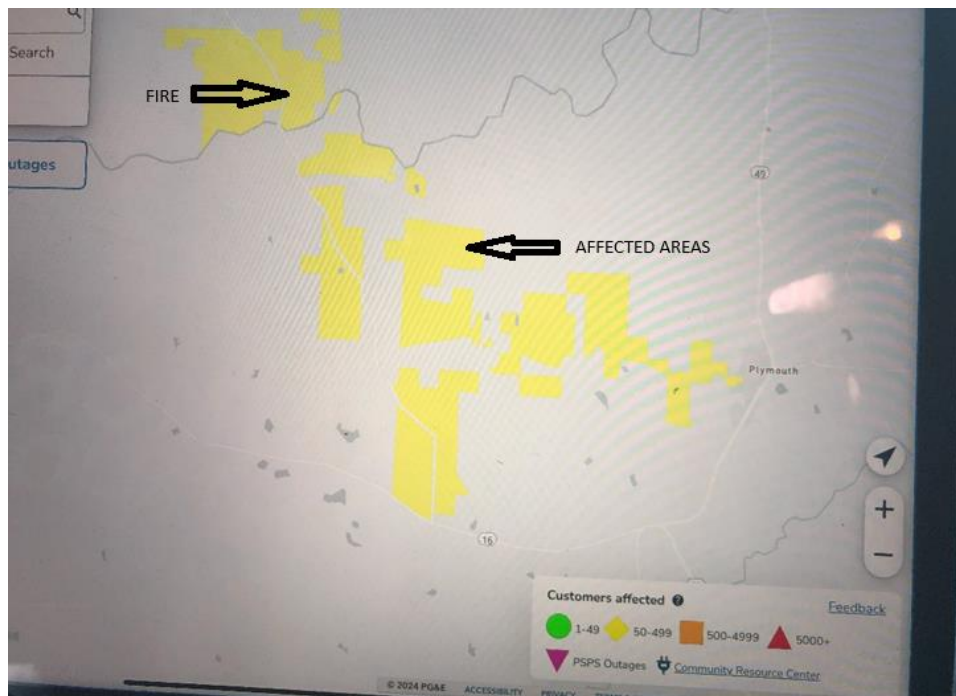 Search
utages
FIRE
AFFECTED AREAS
49
Plymouth
16
+
−
Customers affected ?
Feedback
1-49
50-499
500-4999
5000+
PSPS Outages
Community Resource Center
© 2024 PG&E
ACCESSIBILITY
PRIVACY